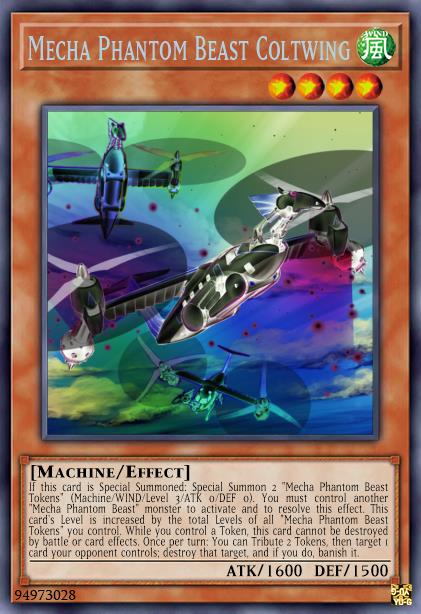 MECHA PHANTOM BEAST COLTWING
WIND
風
[MACHINE/EFFECT]
If this card is Special Summoned: Special Summon 2 "Mecha Phantom Beast
Tokens" (Machine/WIND/Level 3/ATK 0/DEF 0). You must control another
"Mecha Phantom Beast" monster to activate and to resolve this effect. This
card's Level is increased by the total Levels of all "Mecha Phantom Beast
Tokens" you control. While you control a Token, this card cannot be destroyed
by battle or card effects. Once per turn: You can Tribute 2 Tokens, then target 1
card your opponent controls; destroy that target, and if you do, banish it.
ATK/1600 DEF/1500
94973028